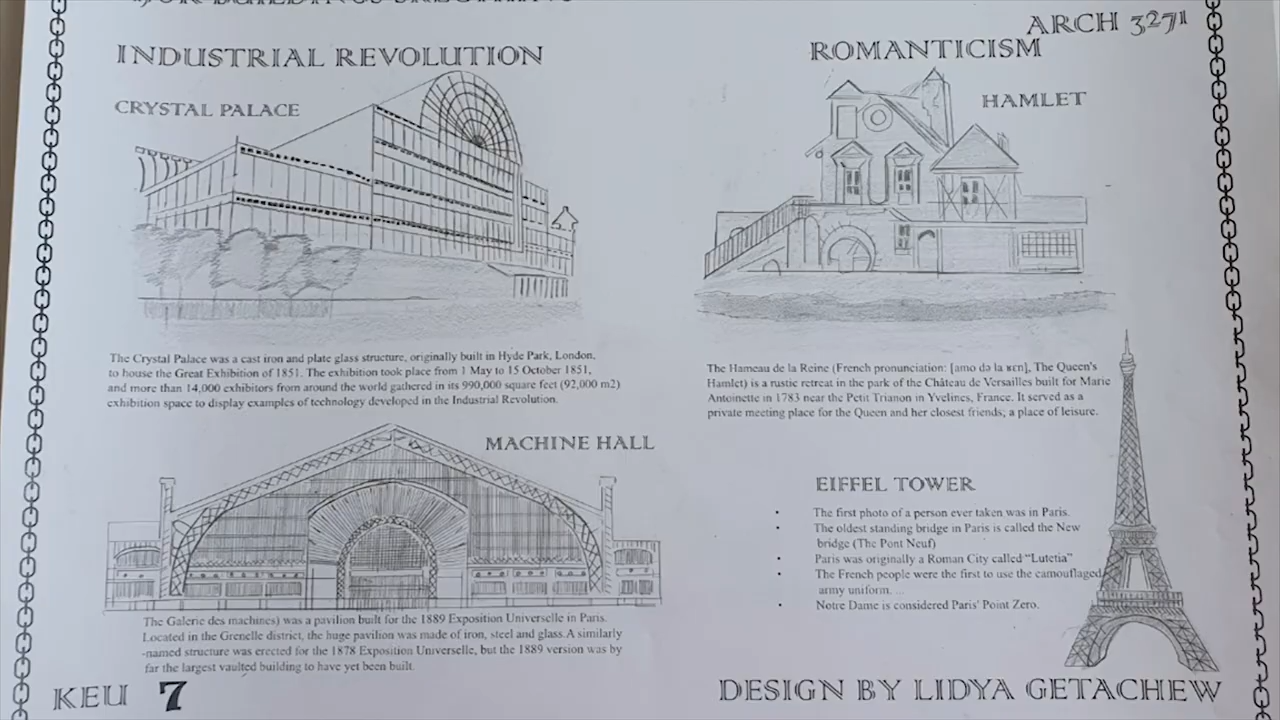 ARCH 3271
INDUSTRIAL REVOLUTION
CRYSTAL PALACE
The Crystal Palace was a cast iron and plate glass structure, originally built in Hyde Park, London,
to house the Great Exhibition of 1851. The exhibition took place from 1 May to 15 October 1851,
and more than 14,000 exhibitors from around the world gathered in its 990,000 square feet (92,000 m2)
exhibition space to display examples of technology developed in the Industrial Revolution.
MACHINE HALL
The Galerie des machines) was a pavilion built for the 1889 Exposition Universelle in Paris.
Located in the Grenelle district, the huge pavilion was made of iron, steel and glass.A similarly
-named structure was erected for the 1878 Exposition Universelle, but the 1889 version was by
far the largest vaulted building to have yet been built.
ROMANTICISM
HAMLET
The Hameau de la Reine (French pronunciation: [amo də la ʁɛn], The Queen's
Hamlet) is a rustic retreat in the park of the Château de Versailles built for Marie
Antoinette in 1783 near the Petit Trianon in Yvelines, France. It served as a
private meeting place for the Queen and her closest friends, a place of leisure.
EIFFEL TOWER
• The first photo of a person ever taken was in Paris.
• The oldest standing bridge in Paris is called the New
bridge (The Pont Neuf)
• Paris was originally a Roman City called “Lutetia”
• The French people were the first to use the camouflaged
army uniform. ...
• Notre Dame is considered Paris' Point Zero.
KEU 7
DESIGN BY LIDYA GETACHEW